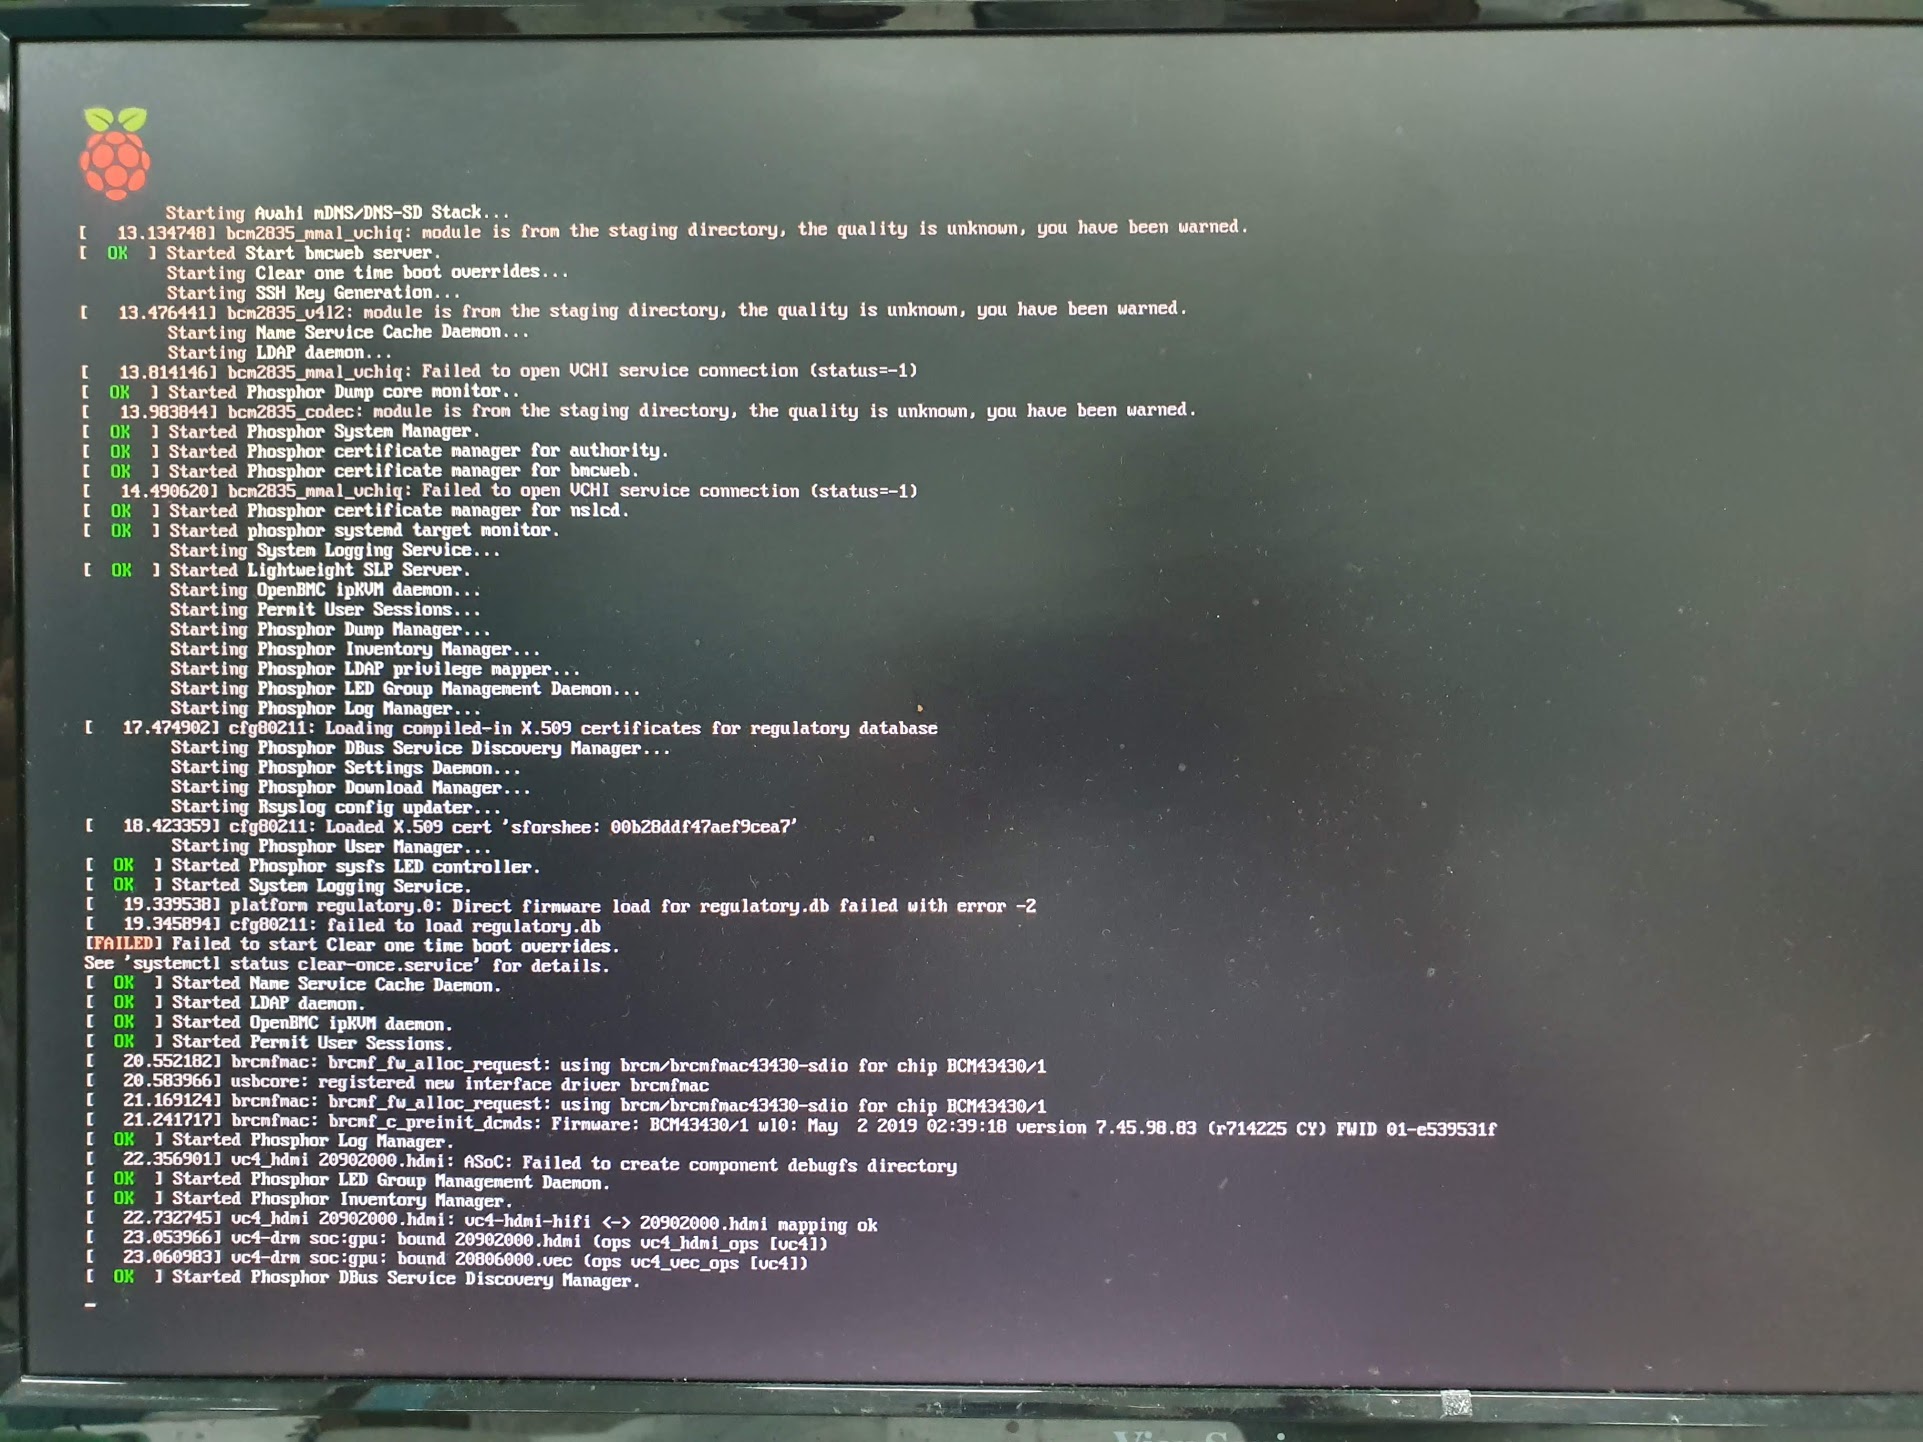 Starting Avahi mDNS/DNS-SD Stack...
[   13.134748] bcm2835_mmal_vchiq: module is from the staging directory, the quality is unknown, you have been warned.
[  OK  ] Started Start bmcweb server.
Starting Clear one time boot overrides...
Starting SSH Key Generation...
[   13.476441] bcm2835_v4l2: module is from the staging directory, the quality is unknown, you have been warned.
Starting Name Service Cache Daemon...
Starting LDAP daemon...
[   13.814146] bcm2835_mmal_vchiq: Failed to open VCHI service connection (status=-1)
[  OK  ] Started Phosphor Dump core monitor..
[   13.983844] bcm2835_codec: module is from the staging directory, the quality is unknown, you have been warned.
[  OK  ] Started Phosphor System Manager.
[  OK  ] Started Phosphor certificate manager for authority.
[  OK  ] Started Phosphor certificate manager for bmcweb.
[   14.490620] bcm2835_mmal_vchiq: Failed to open VCHI service connection (status=-1)
[  OK  ] Started Phosphor certificate manager for nslcd.
[  OK  ] Started phosphor systemd target monitor.
Starting System Logging Service...
[  OK  ] Started Lightweight SLP Server.
Starting OpenBMC ipKVM daemon...
Starting Permit User Sessions...
Starting Phosphor Dump Manager...
Starting Phosphor Inventory Manager...
Starting Phosphor LDAP privilege mapper...
Starting Phosphor LED Group Management Daemon...
Starting Phosphor Log Manager...
[   17.474902] cfg80211: Loading compiled-in X.509 certificates for regulatory database
Starting Phosphor DBus Service Discovery Manager...
Starting Phosphor Settings Daemon...
Starting Phosphor Download Manager...
Starting Rsyslog config updater...
[   18.423359] cfg80211: Loaded X.509 cert 'sforshee: 00b28ddf47aef9cea7'
Starting Phosphor User Manager...
[  OK  ] Started Phosphor sysfs LED controller.
[  OK  ] Started System Logging Service.
[   19.339538] platform regulatory.0: Direct firmware load for regulatory.db failed with error -2
[   19.345894] cfg80211: failed to load regulatory.db
[FAILED] Failed to start Clear one time boot overrides.
See 'systemctl status clear-once.service' for details.
[  OK  ] Started Name Service Cache Daemon.
[  OK  ] Started LDAP daemon.
[  OK  ] Started OpenBMC ipKVM daemon.
[  OK  ] Started Permit User Sessions.
[   20.552182] brcmfmac: brcmf_fw_alloc_request: using brcm/brcmfmac43430-sdio for chip BCM43430/1
[   20.583966] usbcore: registered new interface driver brcmfmac
[   21.169124] brcmfmac: brcmf_fw_alloc_request: using brcm/brcmfmac43430-sdio for chip BCM43430/1
[   21.241717] brcmfmac: brcmf_c_preinit_dcmds: Firmware: BCM43430/1 wl0: May  2 2019 02:39:18 version 7.45.98.83 (r714225 CY) FWID 01-e539531f
[  OK  ] Started Phosphor Log Manager.
[   22.356901] vc4_hdmi 20902000.hdmi: ASoC: Failed to create component debugfs directory
[  OK  ] Started Phosphor LED Group Management Daemon.
[  OK  ] Started Phosphor Inventory Manager.
[   22.732745] vc4_hdmi 20902000.hdmi: vc4-hdmi-hifi <-> 20902000.hdmi mapping ok
[   23.053966] vc4-drm soc:gpu: bound 20902000.hdmi (ops vc4_hdmi_ops [vc4])
[   23.060983] vc4-drm soc:gpu: bound 20806000.vec (ops vc4_vec_ops [vc4])
[  OK  ] Started Phosphor DBus Service Discovery Manager.